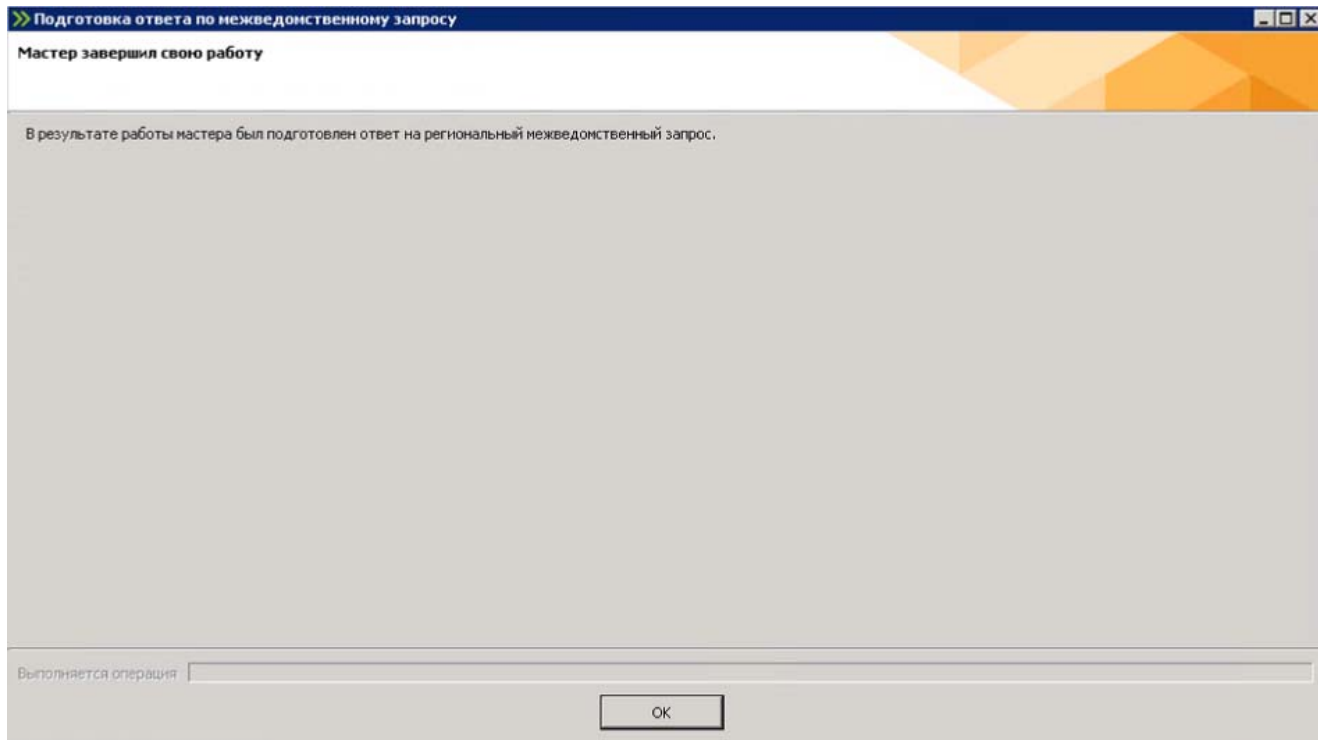 Подготовка ответа по межведомственному запросу
Мастер завершил свою работу
В результате работы мастера был подготовлен ответ на региональный межведомственный запрос.
Выполняется операция
ОК